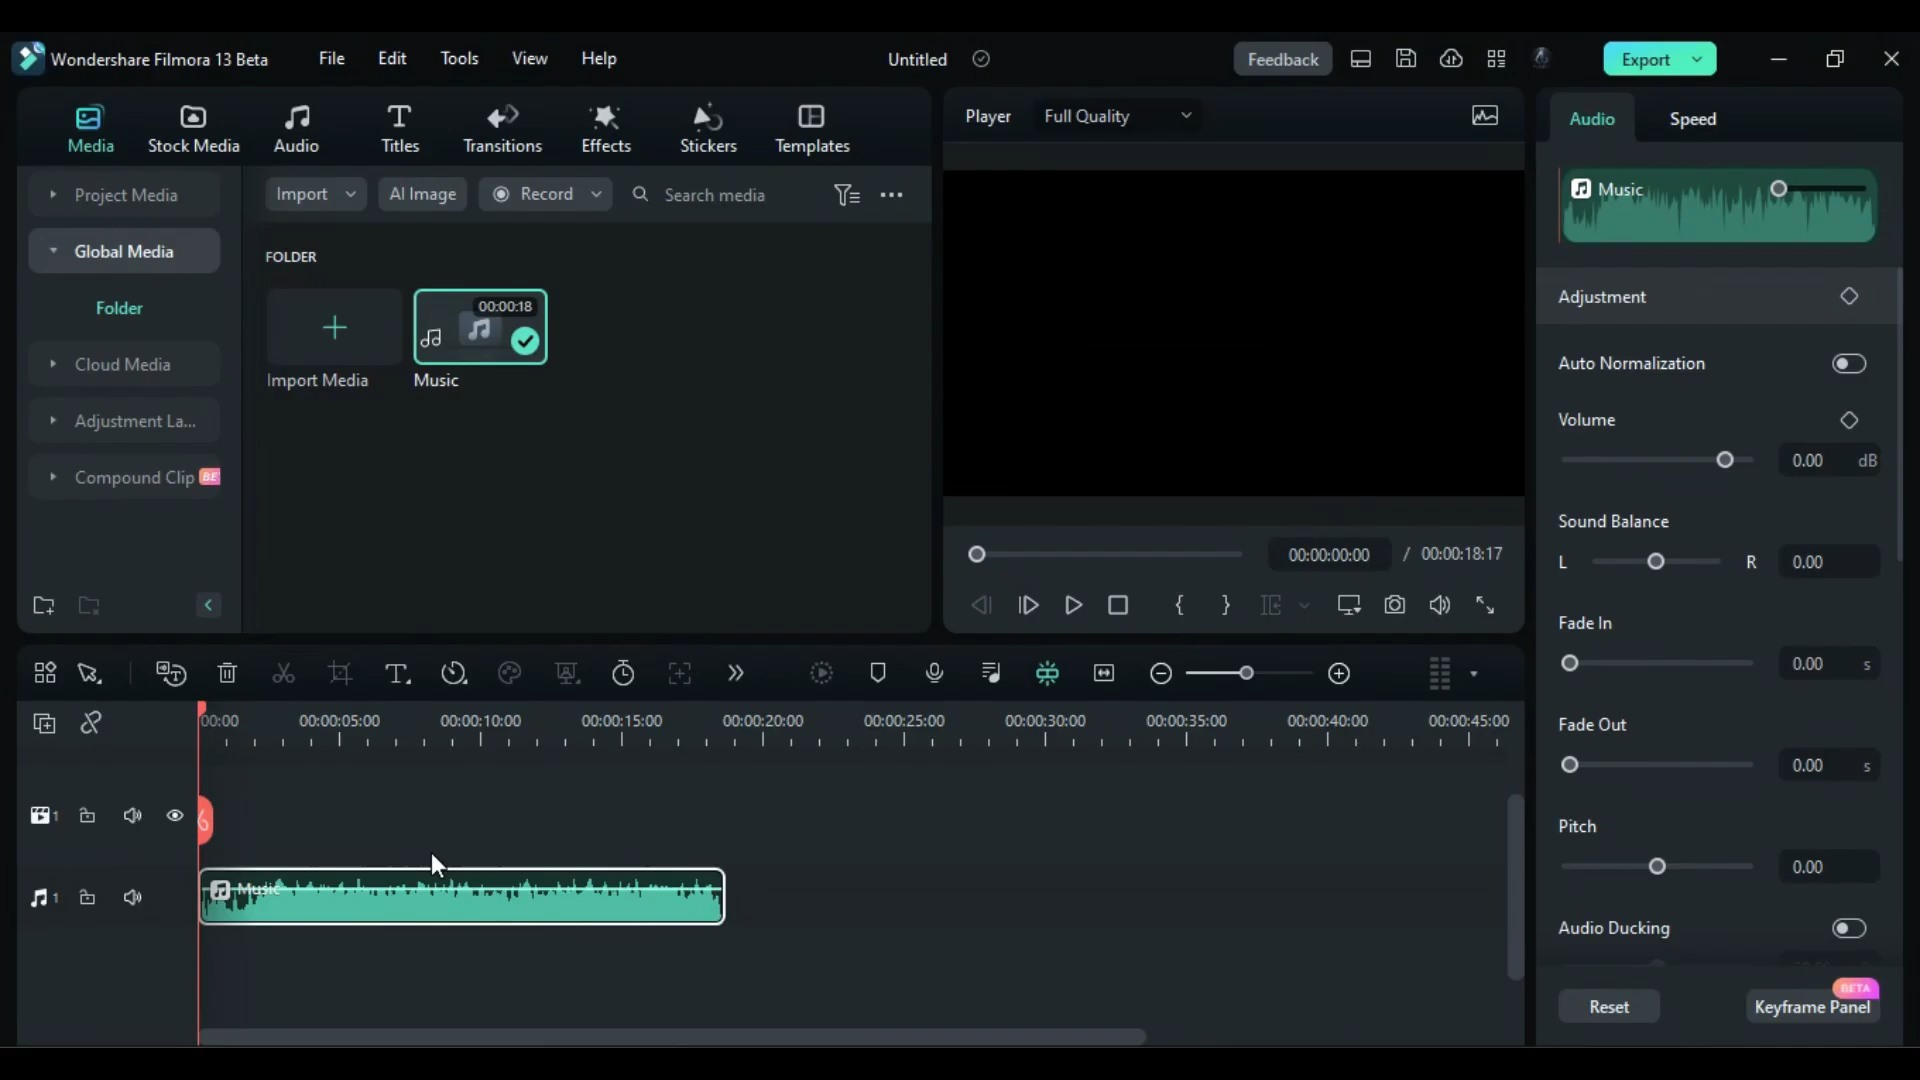 Wondershare Filmora 13 Beta File Edit Tools View Help Untitled Feedback Export
Media Stock Media Audio Titles Transitions Effects Stickers Templates
Project Media
Global Media
Folder
Cloud Media
Adjustment La...
Compound Clip BE
Import AI Image Record Search media
FOLDER
00:00:18
Import Media Music
Player Full Quality
00:00:00:00 / 00:00:18:17
Audio Speed
Music
Adjustment
Auto Normalization
Volume
0.00 dB
Sound Balance
L R 0.00
Fade In
0.00 s
Fade Out
0.00 s
Pitch
0.00
Audio Ducking
Reset Keyframe Panel BETA
00:00 00:00:05:00 00:00:10:00 00:00:15:00 00:00:20:00 00:00:25:00 00:00:30:00 00:00:35:00 00:00:40:00 00:00:45:00
1
1 Music